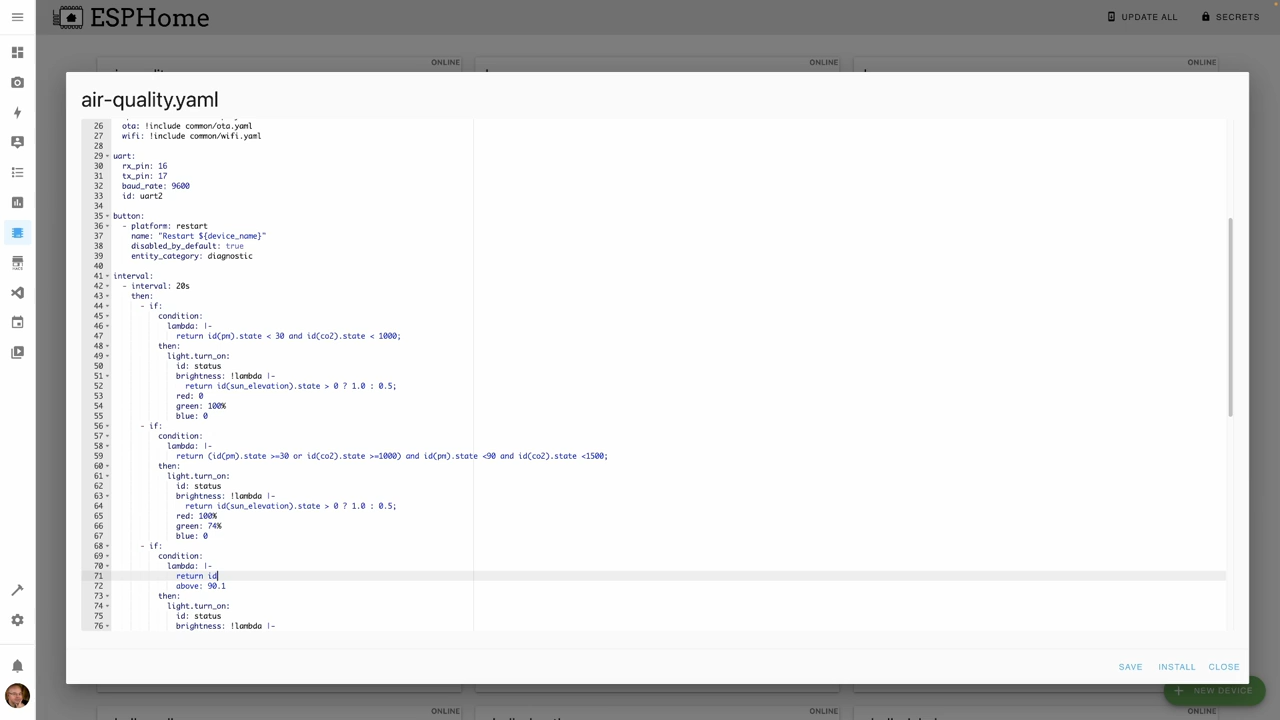 ESPHome
UPDATE ALL
SECRETS
ONLINE
ONLINE
ONLINE
air-quality.yaml
26 ota: !include common/ota.yaml
27 wifi: !include common/wifi.yaml
28
29 uart:
30 rx_pin: 16
31 tx_pin: 17
32 baud_rate: 9600
33 id: uart2
34
35 button:
36 - platform: restart
37 name: "Restart ${device_name}"
38 disabled_by_default: true
39 entity_category: diagnostic
40
41 interval:
42 - interval: 20s
43 then:
44 - if:
45 condition:
46 lambda: |-
47 return id(pm).state < 30 and id(co2).state < 1000;
48 then:
49 light.turn_on:
50 id: status
51 brightness: !lambda |-
52 return id(sun_elevation).state > 0 ? 1.0 : 0.5;
53 red: 0
54 green: 100%
55 blue: 0
56 - if:
57 condition:
58 lambda: |-
59 return (id(pm).state >=30 or id(co2).state >=1000) and id(pm).state <90 and id(co2).state <1500;
60 then:
61 light.turn_on:
62 id: status
63 brightness: !lambda |-
64 return id(sun_elevation).state > 0 ? 1.0 : 0.5;
65 red: 100%
66 green: 74%
67 blue: 0
68 - if:
69 condition:
70 lambda: |-
71 return id
72 above: 90.1
73 then:
74 light.turn_on:
75 id: status
76 brightness: !lambda |-
SAVE
INSTALL
CLOSE
NEW DEVICE
ONLINE
ONLINE
ONLINE
HACS